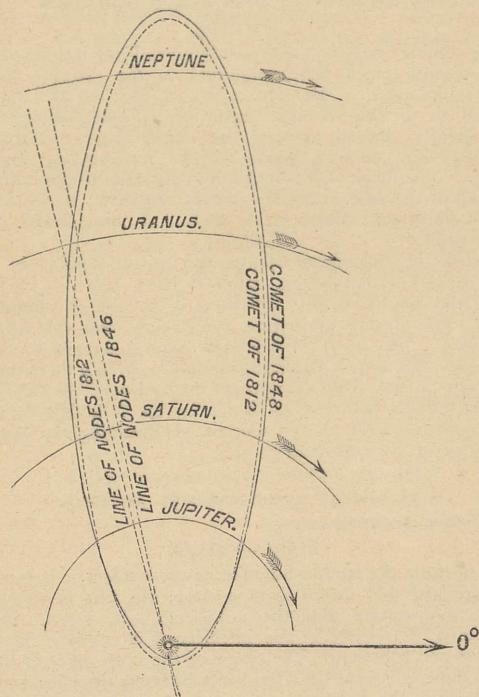 NEPTUNE
URANUS.
COMET OF 1848.
COMET OF 1812
LINE OF NODES 1812
LINE OF NODES 1846
SATURN.
JUPITER.
0°